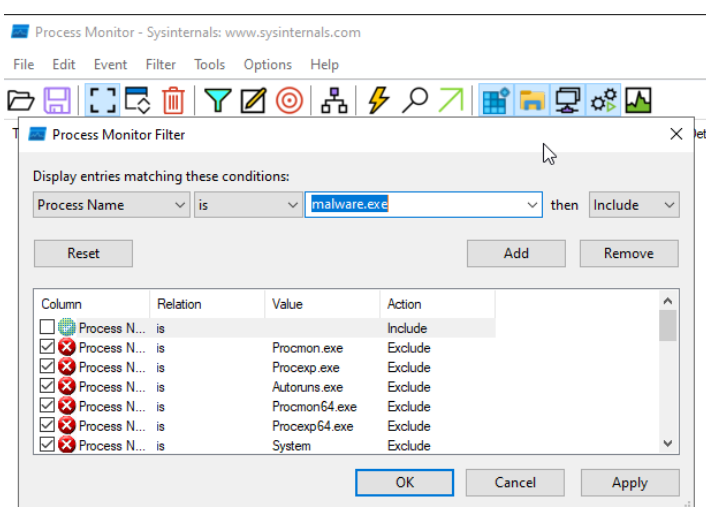 Process Monitor - Sysinternals: www.sysinternals.com
File Edit Event Filter Tools Options Help
Process Monitor Filter
Display entries matching these conditions:
Process Name is malware.exe then Include
Reset Add Remove
Column Relation Value Action
Process N... is Include
Process N... is Procmon.exe Exclude
Process N... is Procexp.exe Exclude
Process N... is Autoruns.exe Exclude
Process N... is Procmon64.exe Exclude
Process N... is Procexp64.exe Exclude
Process N... is System Exclude
OK Cancel Apply